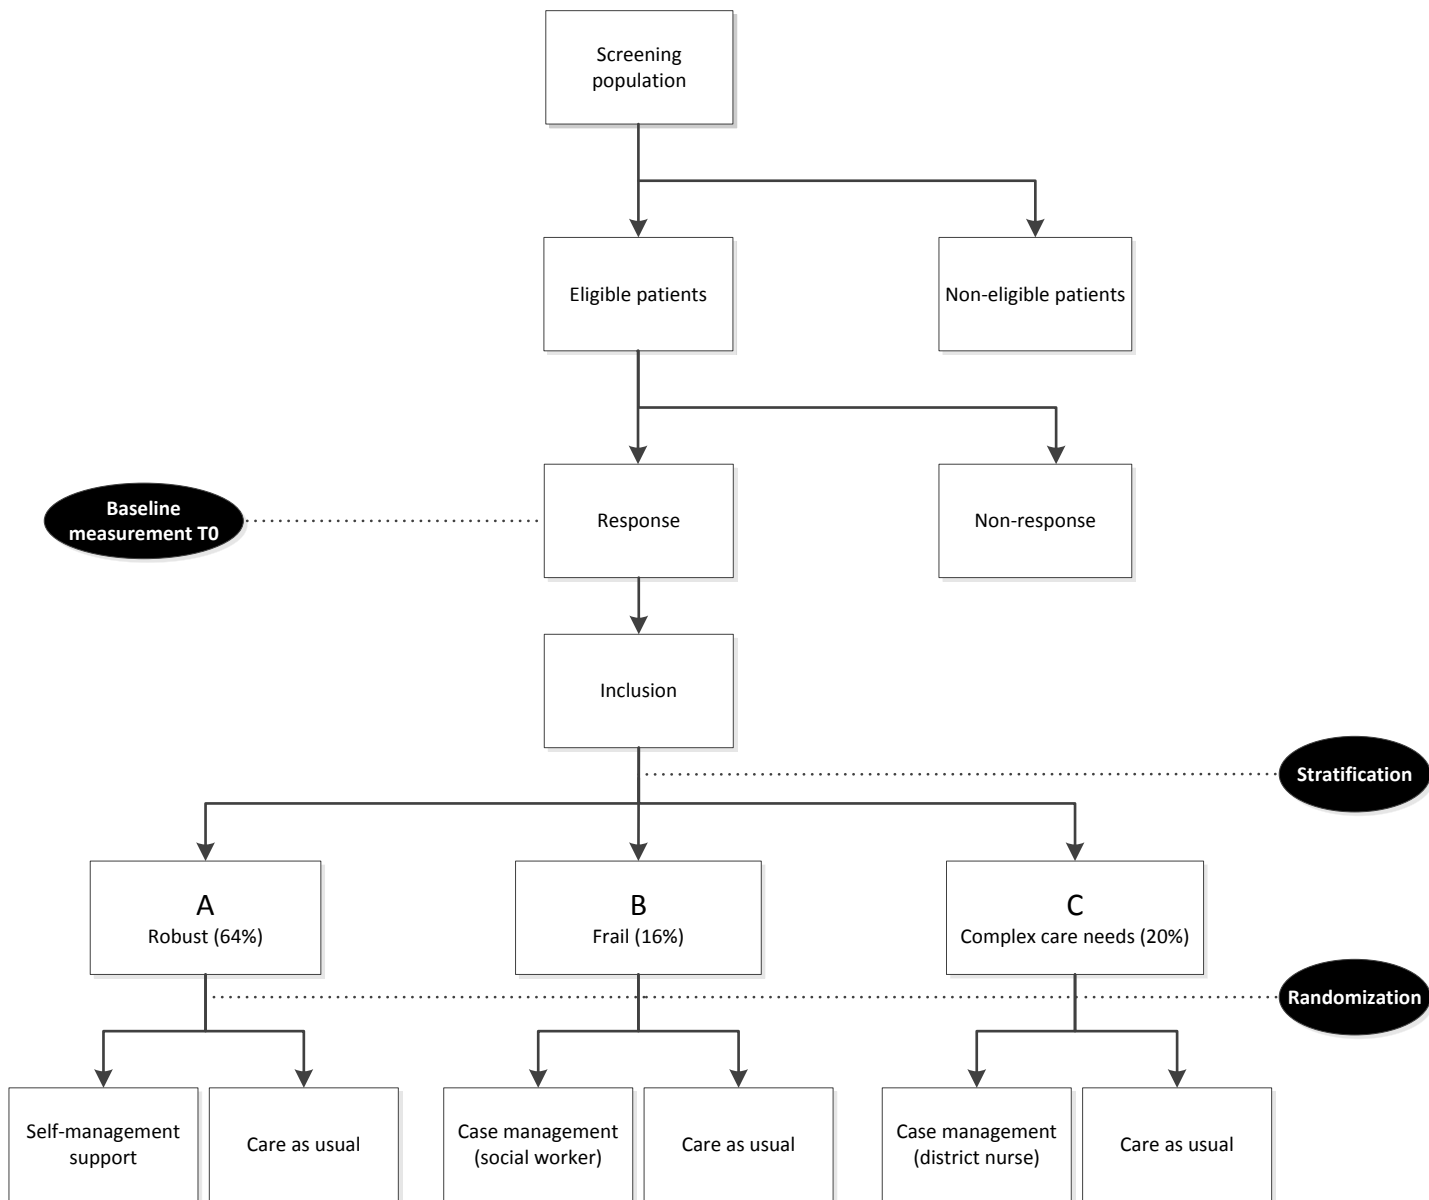 Screening
population
Eligible patients
Non-eligible patients
Baseline
measurement T0
Response
Non-response
Inclusion
Stratification
A
Robust (64%)
B
Frail (16%)
C
Complex care needs (20%)
Randomization
Self-management
support
Care as usual
Case management
(social worker)
Care as usual
Case management
(district nurse)
Care as usual